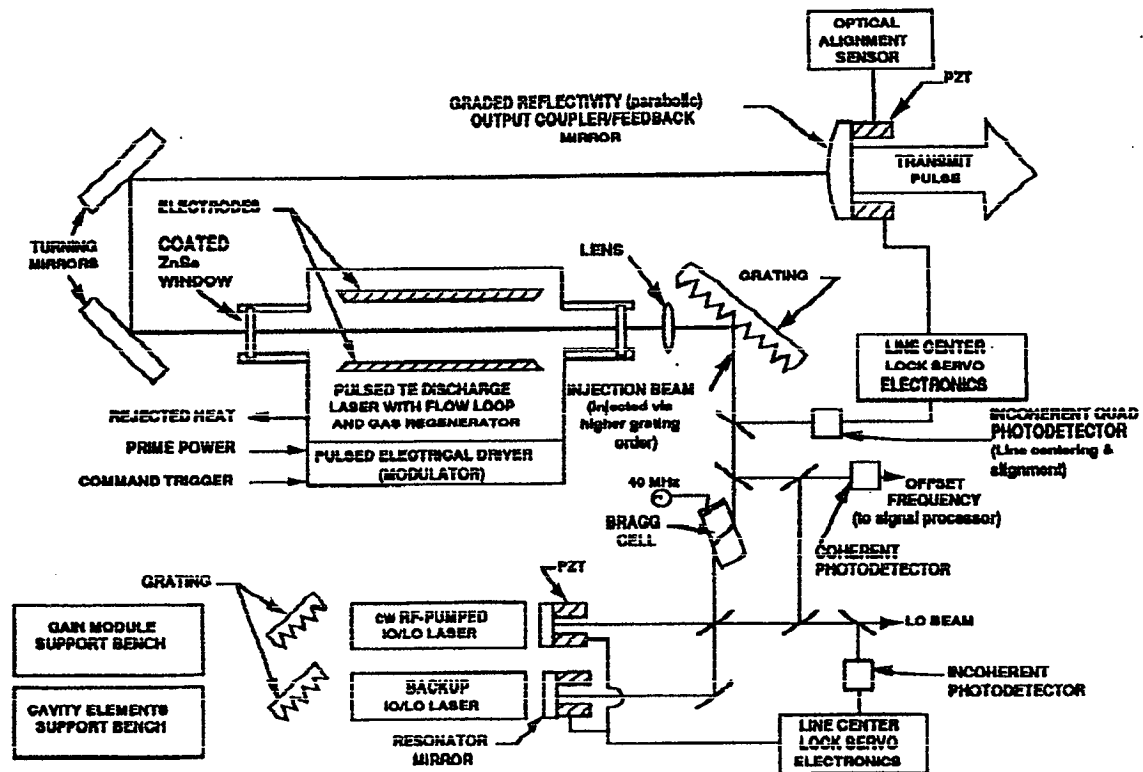 OPTICAL
ALIGNMENT
SENSOR
PZT
GRADED REFLECTIVITY (parabolic)
OUTPUT COUPLER/FEEDBACK
MIRROR
TRANSMIT
PULSE
ELECTRODES
TURNING
MIRRORS
COATED
ZnSe
WINDOW
LENS
GRATING
LINE CENTER
LOCK SERVO
ELECTRONICS
PULSED TE DISCHARGE
LASER WITH FLOW LOOP
AND GAS REGENERATOR
INJECTION BEAM
(Injected via
higher grating
order)
REJECTED HEAT
PRIME POWER
COMMAND TRIGGER
PULSED ELECTRICAL DRIVER
(MODULATOR)
INCOHERENT QUAD
PHOTODETECTOR
(Line centering &
alignment)
40 MHz
OFFSET
FREQUENCY
(to signal processor)
BRAGG
CELL
COHERENT
PHOTODETECTOR
PZT
GRATING
GAIN MODULE
SUPPORT BENCH
cw RF-PUMPED
IO/LO LASER
LO BEAM
CAVITY ELEMENTS
SUPPORT BENCH
BACKUP
IO/LO LASER
INCOHERENT
PHOTODETECTOR
RESONATOR
MIRROR
LINE CENTER
LOCK SERVO
ELECTRONICS